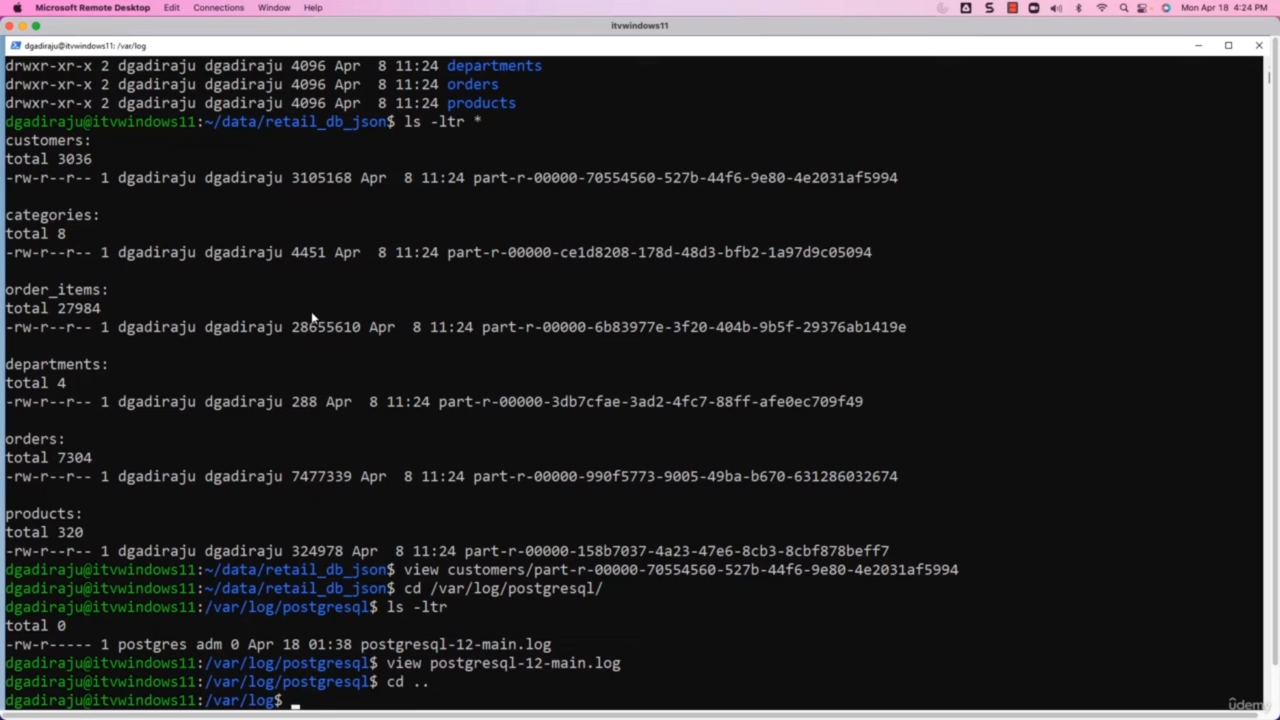 Microsoft Remote Desktop Edit Connections Window Help Mon Apr 18 4:24 PM
itvwindows11
dgadiraju@itvwindows11: /var/log
drwxr-xr-x 2 dgadiraju dgadiraju 4096 Apr  8 11:24 departments
drwxr-xr-x 2 dgadiraju dgadiraju 4096 Apr  8 11:24 orders
drwxr-xr-x 2 dgadiraju dgadiraju 4096 Apr  8 11:24 products
dgadiraju@itvwindows11:~/data/retail_db_json$ ls -ltr *
customers:
total 3036
-rw-r--r-- 1 dgadiraju dgadiraju 3105168 Apr  8 11:24 part-r-00000-70554560-527b-44f6-9e80-4e2031af5994
categories:
total 8
-rw-r--r-- 1 dgadiraju dgadiraju 4451 Apr  8 11:24 part-r-00000-ce1d8208-178d-48d3-bfb2-1a97d9c05094
order_items:
total 27984
-rw-r--r-- 1 dgadiraju dgadiraju 28655610 Apr  8 11:24 part-r-00000-6b83977e-3f20-404b-9b5f-29376ab1419e
departments:
total 4
-rw-r--r-- 1 dgadiraju dgadiraju 288 Apr  8 11:24 part-r-00000-3db7cfae-3ad2-4fc7-88ff-afe0ec709f49
orders:
total 7304
-rw-r--r-- 1 dgadiraju dgadiraju 7477339 Apr  8 11:24 part-r-00000-990f5773-9005-49ba-b670-631286032674
products:
total 320
-rw-r--r-- 1 dgadiraju dgadiraju 324978 Apr  8 11:24 part-r-00000-158b7037-4a23-47e6-8cb3-8cbf878beff7
dgadiraju@itvwindows11:~/data/retail_db_json$ view customers/part-r-00000-70554560-527b-44f6-9e80-4e2031af5994
dgadiraju@itvwindows11:~/data/retail_db_json$ cd /var/log/postgresql/
dgadiraju@itvwindows11:/var/log/postgresql$ ls -ltr
total 0
-rw-r----- 1 postgres adm 0 Apr 18 01:38 postgresql-12-main.log
dgadiraju@itvwindows11:/var/log/postgresql$ view postgresql-12-main.log
dgadiraju@itvwindows11:/var/log/postgresql$ cd ..
dgadiraju@itvwindows11:/var/log$
ûdemy